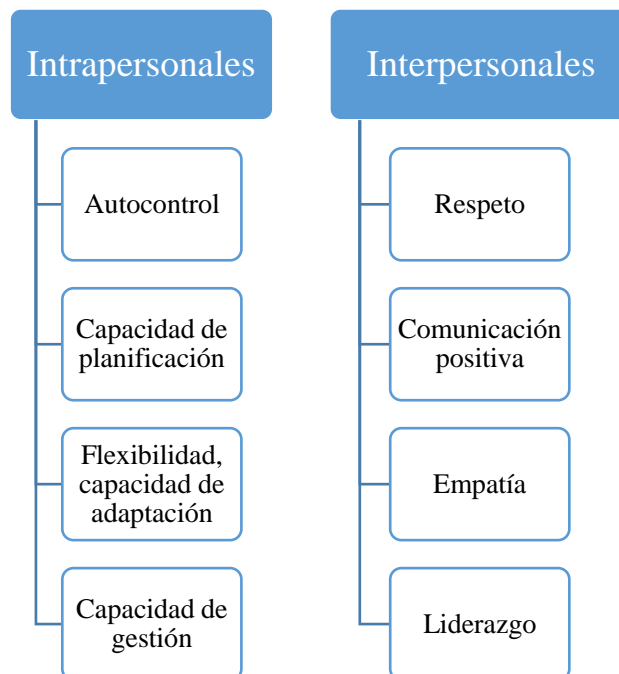 Intrapersonales
Autocontrol
Capacidad de
planificación
Flexibilidad,
capacidad de
adaptación
Capacidad de
gestión
Interpersonales
Respeto
Comunicación
positiva
Empatía
Liderazgo